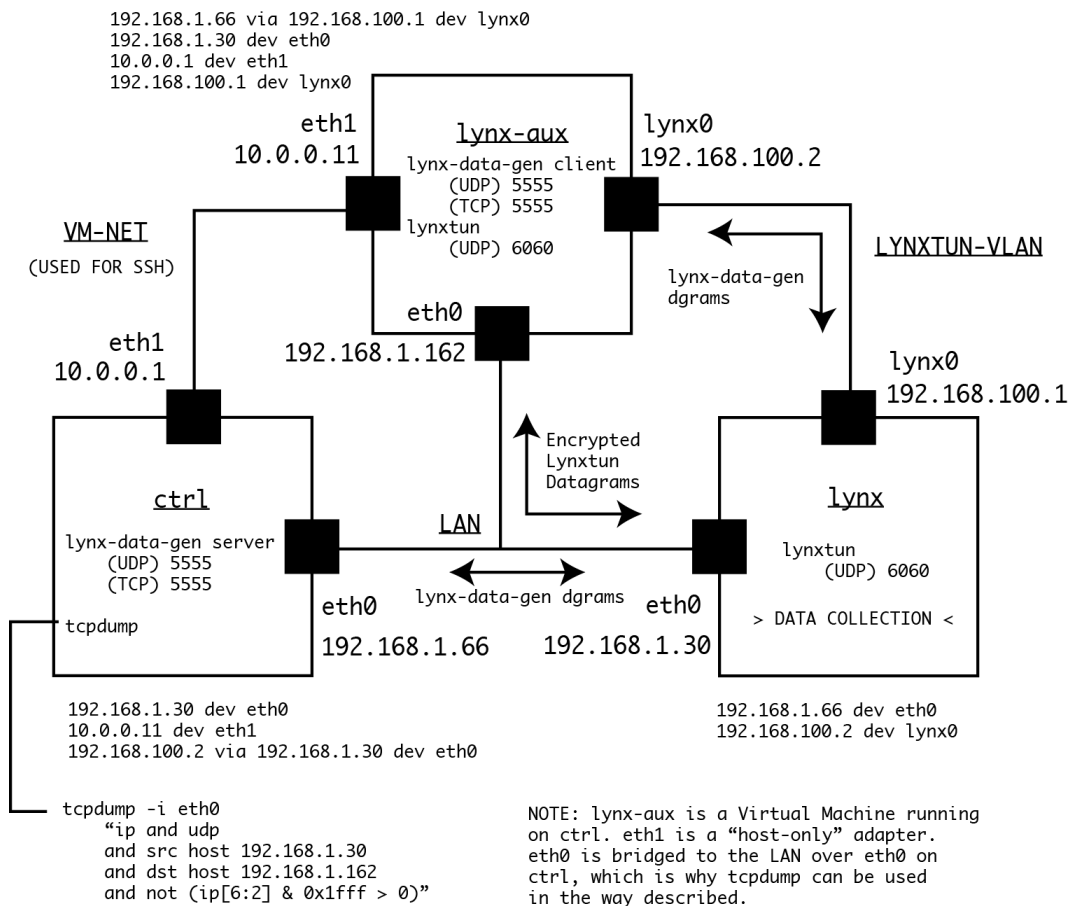 192.168.1.66 via 192.168.100.1 dev lynx0
192.168.1.30 dev eth0
10.0.0.1 dev eth1
192.168.100.1 dev lynx0
eth1
10.0.0.11
lynx-aux
lynx-data-gen client
(UDP) 5555
(TCP) 5555
lynxtun
(UDP) 6060
lynx0
192.168.100.2
VM-NET
(USED FOR SSH)
LYNXTUN-VLAN
lynx-data-gen
dgrams
eth0
192.168.1.162
eth1
10.0.0.1
lynx0
192.168.100.1
Encrypted
Lynxtun
Datagrams
ctrl
lynx-data-gen server
(UDP) 5555
(TCP) 5555
tcpdump
LAN
lynx-data-gen dgrams
eth0
192.168.1.66
eth0
192.168.1.30
lynx
lynxtun
(UDP) 6060
> DATA COLLECTION <
192.168.1.30 dev eth0
10.0.0.11 dev eth1
192.168.100.2 via 192.168.1.30 dev eth0
192.168.1.66 dev eth0
192.168.100.2 dev lynx0
tcpdump -i eth0
“ip and udp
and src host 192.168.1.30
and dst host 192.168.1.162
and not (ip[6:2] & 0x1fff > 0)”
NOTE: lynx-aux is a Virtual Machine running
on ctrl. eth1 is a “host-only” adapter.
eth0 is bridged to the LAN over eth0 on
ctrl, which is why tcpdump can be used
in the way described.